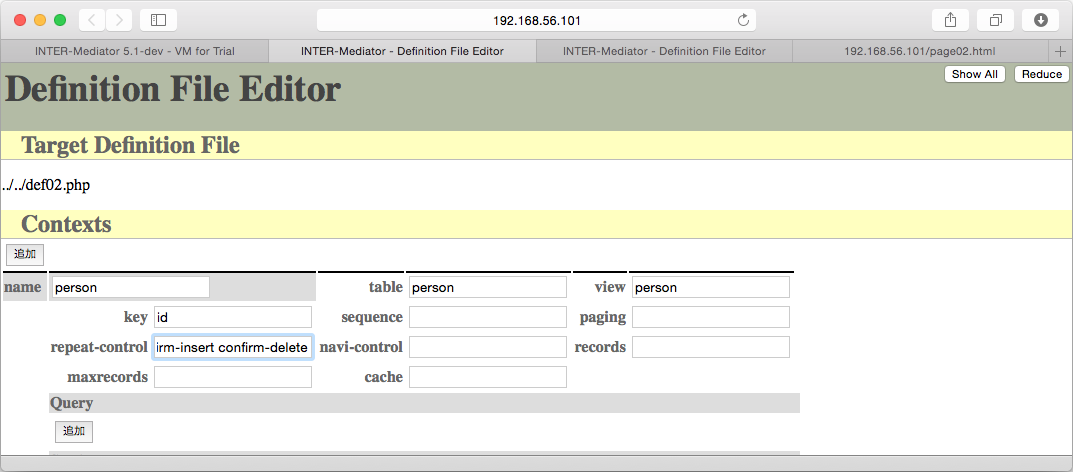 192.168.56.101
INTER-Mediator 5.1-dev - VM for Trial
INTER-Mediator - Definition File Editor
INTER-Mediator - Definition File Editor
192.168.56.101/page02.html
Definition File Editor
Show All
Reduce
Target Definition File
../../def02.php
Contexts
追加
name person table person view person
key id sequence paging
repeat-control irm-insert confirm-delete navi-control records
maxrecords cache
Query
追加